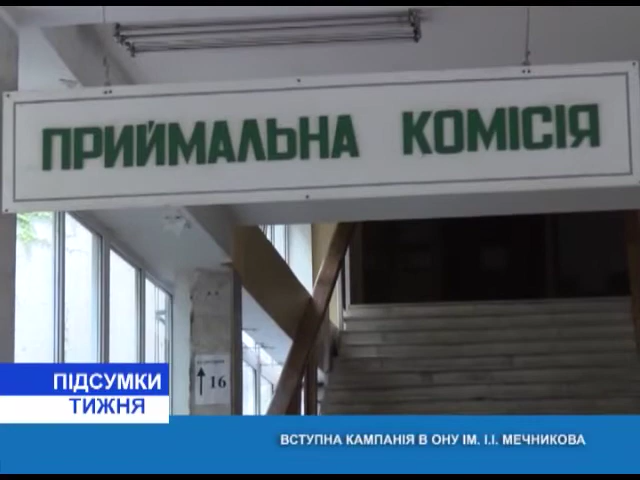 ПРИЙМАЛЬНА КОМІСІЯ
16
ПІДСУМКИ
ТИЖНЯ
ВСТУПНА КАМПАНІЯ В ОНУ ІМ. І.І. МЕЧНИКОВА